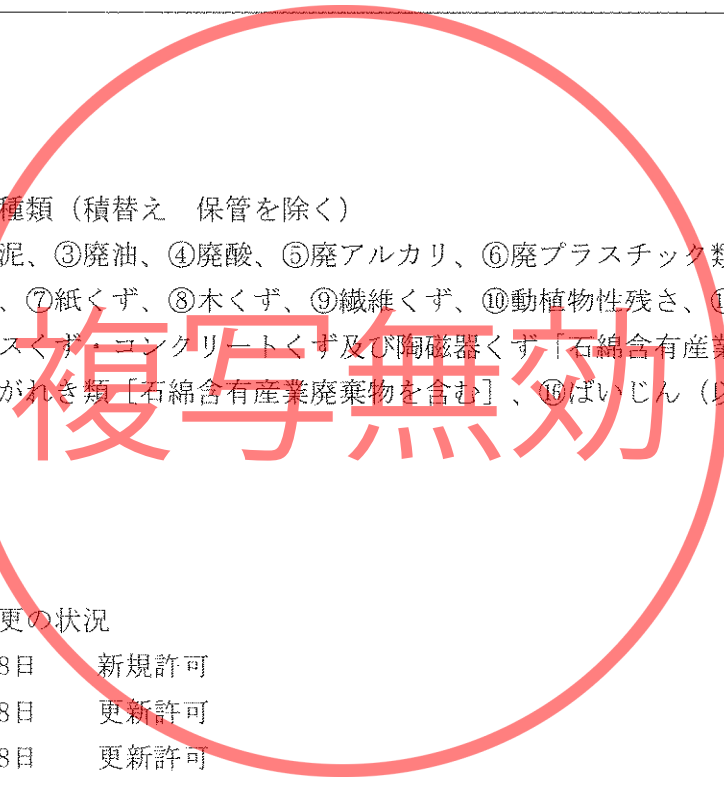 種類（積替え　保管を除く）
泥、③廃油、④廃酸、⑤廃アルカリ、⑥廃プラスチック類
、⑦紙くず、⑧木くず、⑨繊維くず、⑩動植物性残さ、
スくず・コンクリートくず及び陶磁器くず［石綿含有産業
がれき類［石綿含有産業廃棄物を含む］、⑯ばいじん（以
複写無効
更の状況
8日　　新規許可
8日　　更新許可
8日　　更新許可